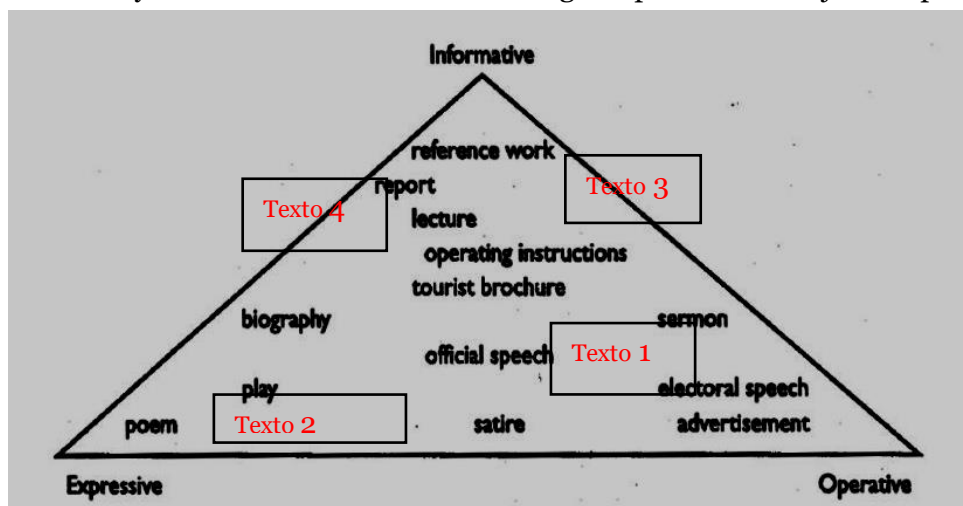 Informative
reference work
report
Texto 3
Texto 4
lecture
operating instructions
tourist brochure
biography
sermon
official speech
Texto 1
play
electoral speech
poem
Texto 2
satire
advertisement
Expressive
Operative